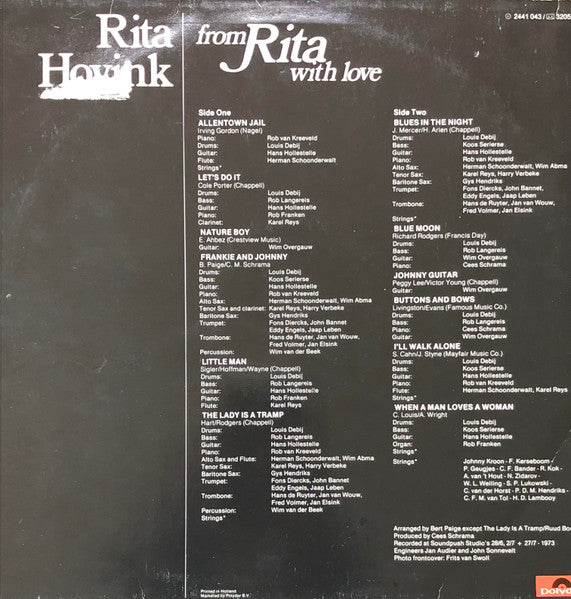 Rita
Hovink
from Rita
with love
2441 043 /
Side One
ALLENTOWN JAIL
Irving Gordon (Nagel)
Piano: Rob van Kreeveld
Drums: Louis Debij
Guitar: Hans Hollestelle
Flute: Herman Schoonderwalt
Strings*
LET'S DO IT
Cole Porter (Chappell)
Drums: Louis Debij
Bass: Rob Langereis
Guitar: Hans Hollestelle
Piano: Rob Franken
Clarinet: Karel Reys
NATURE BOY
E. Ahbez (Crestview Music)
Guitar: Wim Overgauw
FRANKIE AND JOHNNY
B. Paige/C. M. Schrama
Drums: Louis Debij
Bass: Koos Serierse
Guitar: Hans Hollestelle
Piano: Rob van Kreeveld
Alto Sax: Herman Schoonderwalt, Wim Abma
Tenor Sax and clarinet: Karel Reys, Harry Verbeke
Baritone Sax: Gys Hendriks
Trumpet: Fons Diercks, John Bannet
Eddy Engels, Jaap Leben
Trombone: Hans de Ruyter, Jan van Wouw,
Fred Volmer, Jan Elsink
Percussion: Wim van der Beek
LITTLE MAN
Sigler/Hoffman/Wayne (Chappell)
Drums: Louis Debij
Bass: Rob Langereis
Guitar: Hans Hollestelle
Piano: Rob Franken
Flute: Karel Reys
THE LADY IS A TRAMP
Hart/Rodgers (Chappell)
Drums: Louis Debij
Bass: Rob Langereis
Guitar: Hans Hollestelle
Piano: Rob van Kreeveld
Alto Sax and Flute: Herman Schoonderwalt, Wim Abma
Tenor Sax: Karel Reys, Harry Verbeke
Baritone Sax: Gys Hendriks
Trumpet: Fons Diercks, John Bannet
Eddy Engels, Jaap Leben
Trombone: Hans de Ruyter, Jan van Wouw,
Fred Volmer, Jan Elsink
Percussion: Wim van der Beek
Strings*
Side Two
BLUES IN THE NIGHT
J. Mercer/H. Arlen (Chappell)
Drums: Louis Debij
Bass: Koos Serierse
Guitar: Hans Hollestelle
Piano: Rob van Kreeveld
Alto Sax: Herman Schoonderwalt, Wim Abma
Tenor Sax: Karel Reys, Harry Verbeke
Baritone Sax: Gys Hendriks
Trumpet: Fons Diercks, John Bannet,
Eddy Engels, Jaap Leben
Trombone: Hans de Ruyter, Jan van Wouw,
Fred Volmer, Jan Elsink
Strings*
BLUE MOON
Richard Rodgers (Francis Day)
Drums: Louis Debij
Bass: Rob Langereis
Guitar: Wim Overgauw
Piano: Cees Schrama
JOHNNY GUITAR
Peggy Lee/Victor Young (Chappell)
Guitar: Wim Overgauw
BUTTONS AND BOWS
Livingston/Evans (Famous Music Co.)
Drums: Louis Debij
Bass: Rob Langereis
Piano: Cees Schrama
Guitar: Wim Overgauw
I'LL WALK ALONE
S. Cahn/J. Styne (Mayfair Music Co.)
Drums: Louis Debij
Bass: Koos Serierse
Guitar: Hans Hollestelle
Piano: Rob van Kreeveld
Flute: Herman Schoonderwalt, Karel Reys
Strings*
WHEN A MAN LOVES A WOMAN
C. Louis/A. Wright
Drums: Louis Debij
Bass: Koos Serierse
Guitar: Hans Hollestelle
Organ: Rob Franken
Strings*
Strings* Johnny Kroon - F. Kerseboom -
P. Geugjes - C. F. Bander - R. Kok -
A. van 't Hout - N. Zidarov -
W. L. Welling - S. P. Lukowski -
C. van der Horst - P. D. M. Hendriks -
C. F. M. van Tol - H. D. Lambooy
Arranged by Bert Paige except The Lady Is A Tramp/Ruud
Produced by Cees Schrama
Recorded at Soundpush Studio's 28/6, 2/7 + 27/7 - 1973
Engineers Jan Audier and John Sonneveld
Photo frontcover: Frits van Swoll
Printed in Holland
Marketed by Polydor B.V.